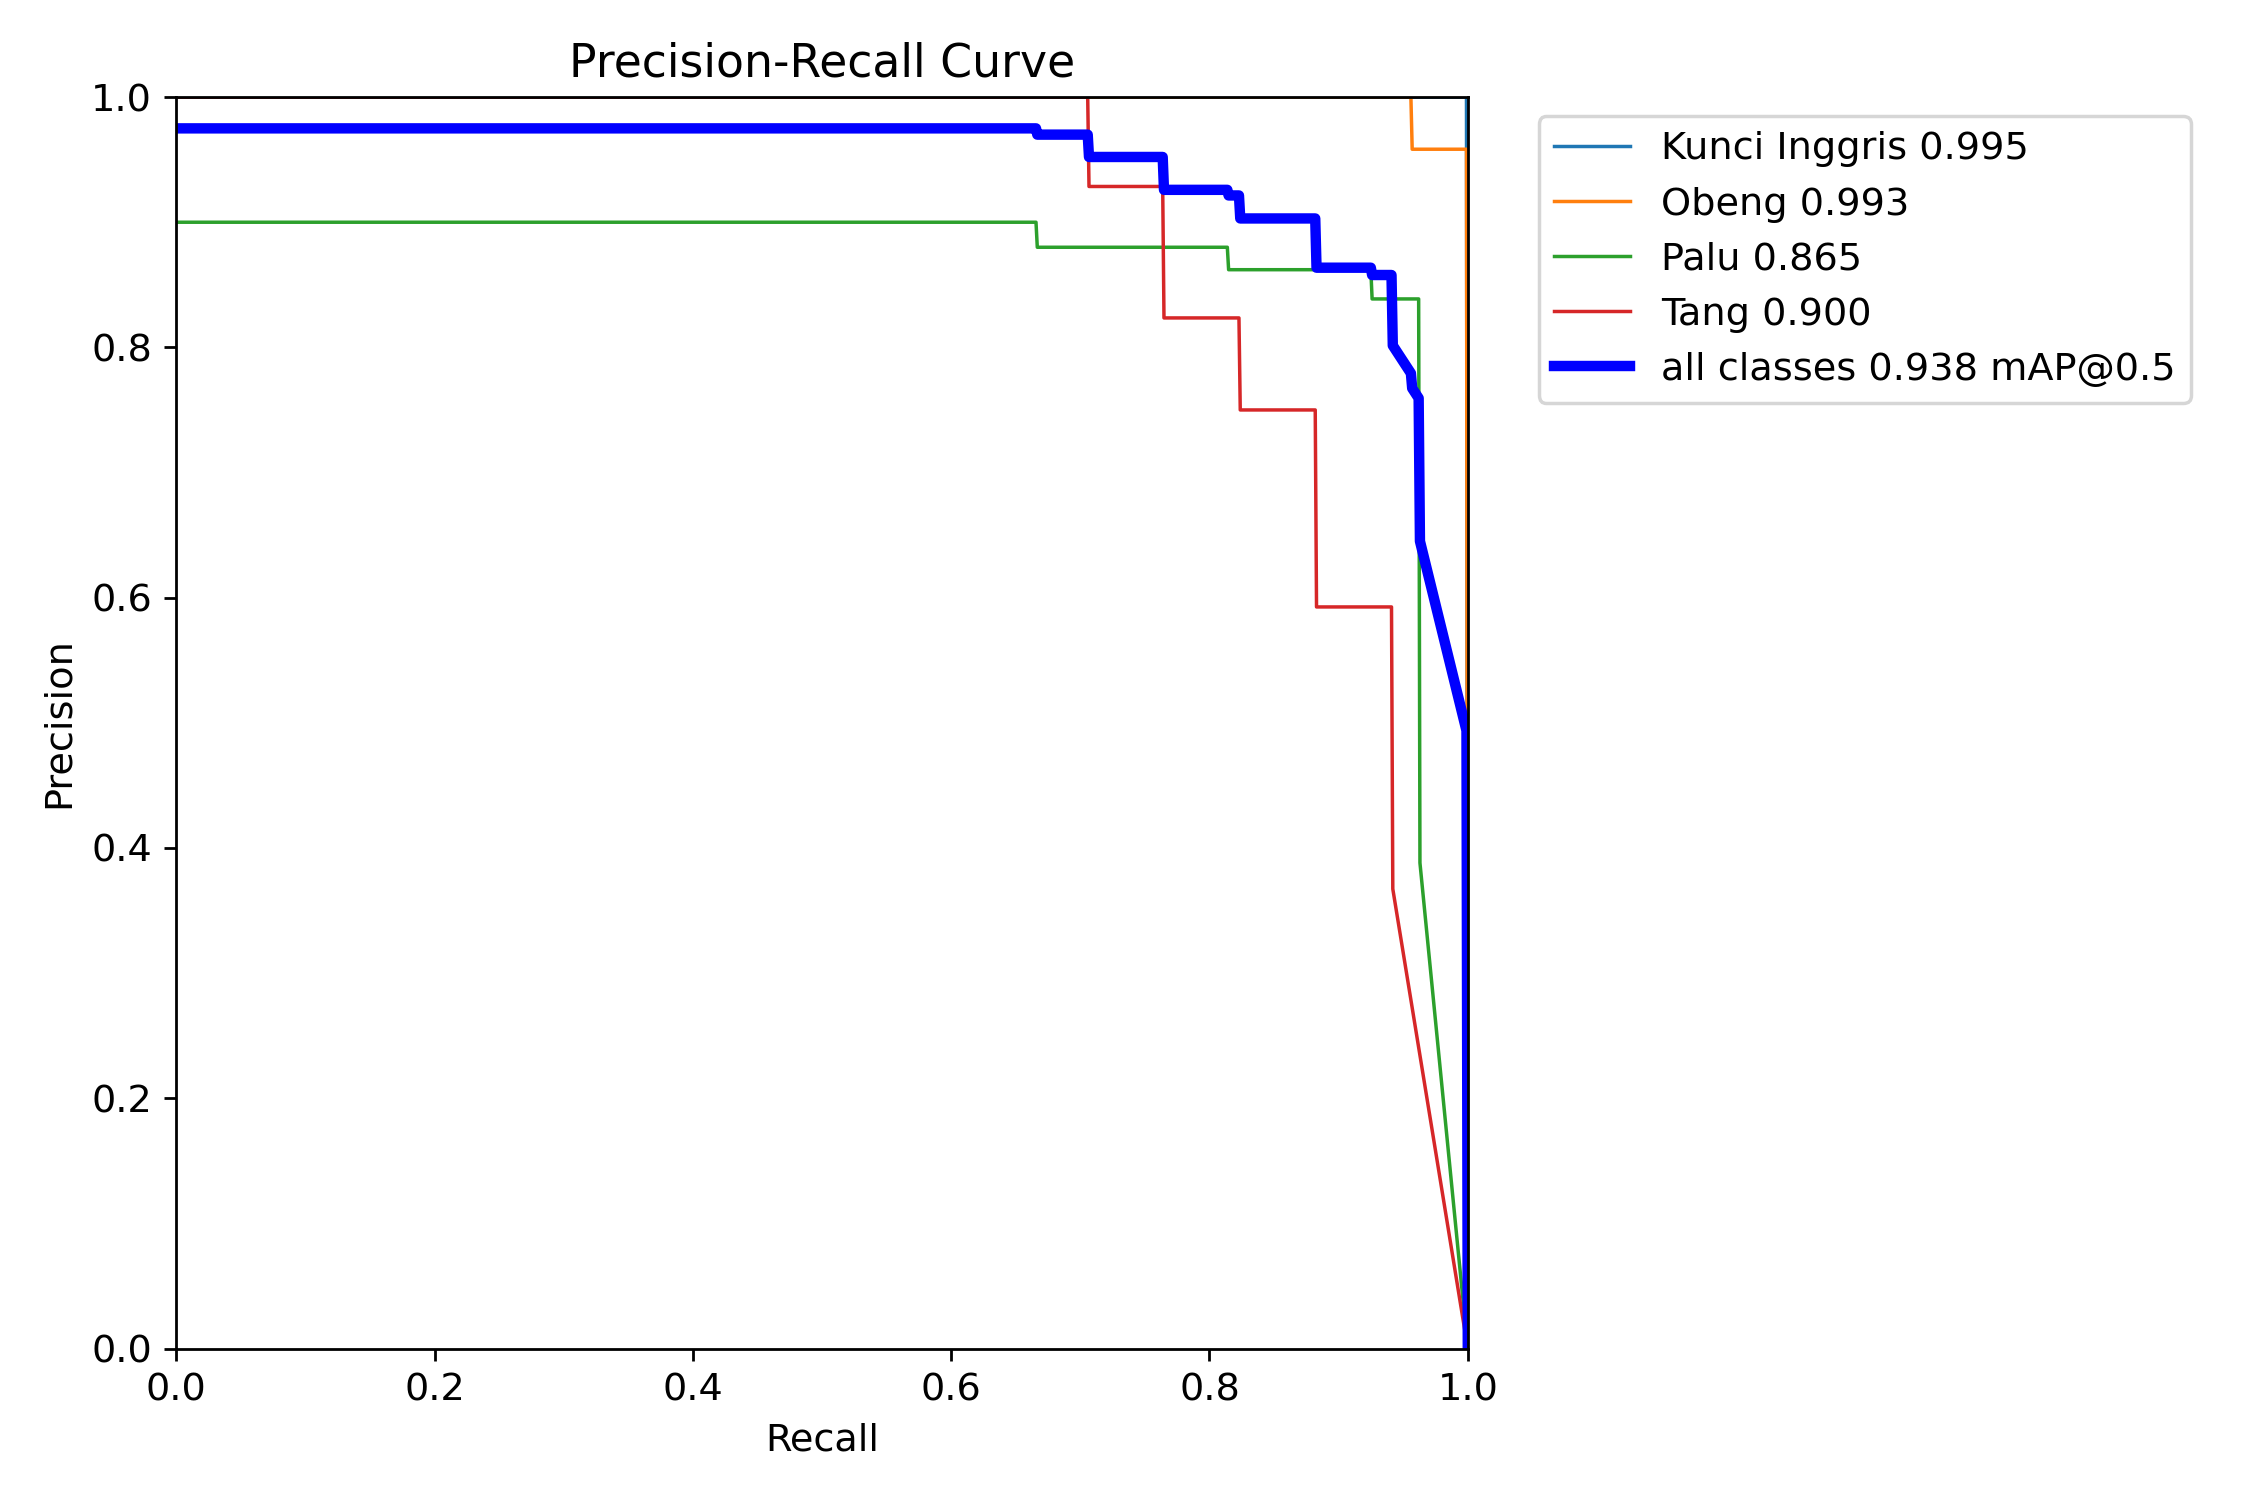 Precision-Recall Curve
1.0
0.8
0.6
0.4
0.2
0.0
Precision
0.0 0.2 0.4 0.6 0.8 1.0
Recall
Kunci Inggris 0.995
Obeng 0.993
Palu 0.865
Tang 0.900
all classes 0.938 mAP@0.5